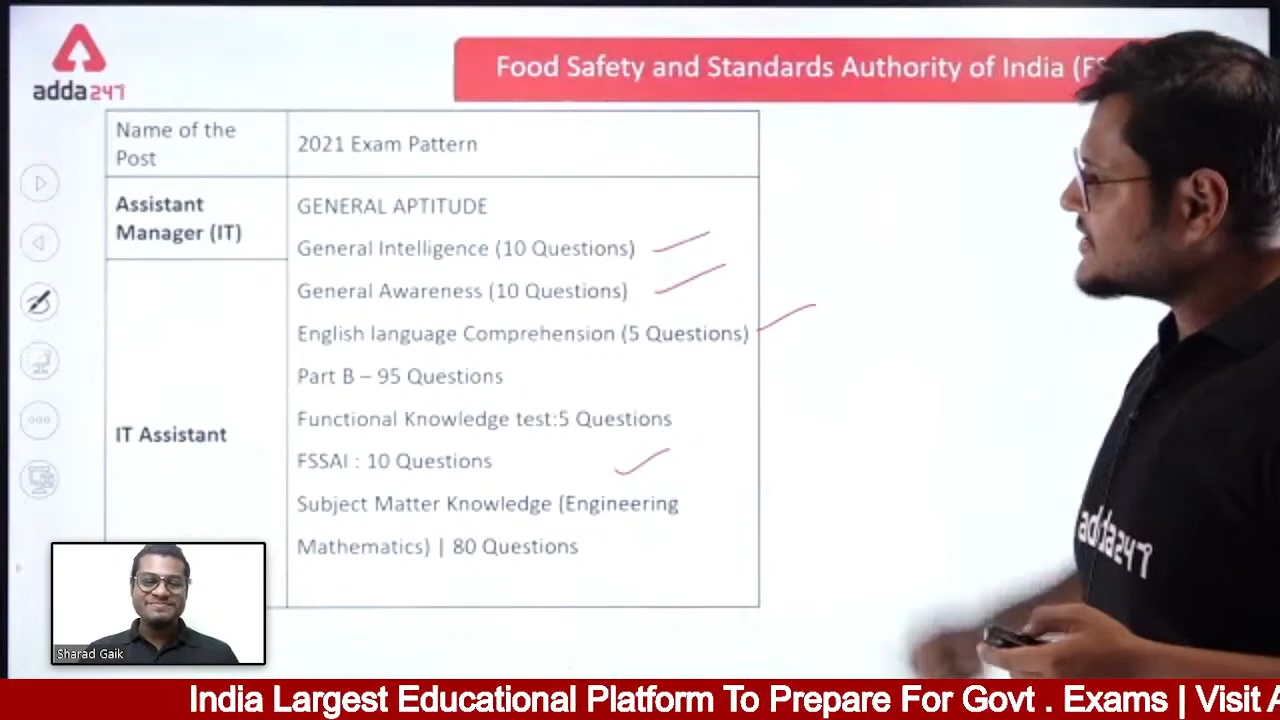 adda247
Food Safety and Standards Authority of India (FS
Name of the
Post
2021 Exam Pattern
Assistant
Manager (IT)
GENERAL APTITUDE
General Intelligence (10 Questions)
General Awareness (10 Questions)
English language Comprehension (5 Questions)
Part B – 95 Questions
Functional Knowledge test:5 Questions
IT Assistant
FSSAI : 10 Questions
Subject Matter Knowledge (Engineering
Mathematics) | 80 Questions
adda247
Sharad Gaik
India Largest Educational Platform To Prepare For Govt . Exams | Visit A